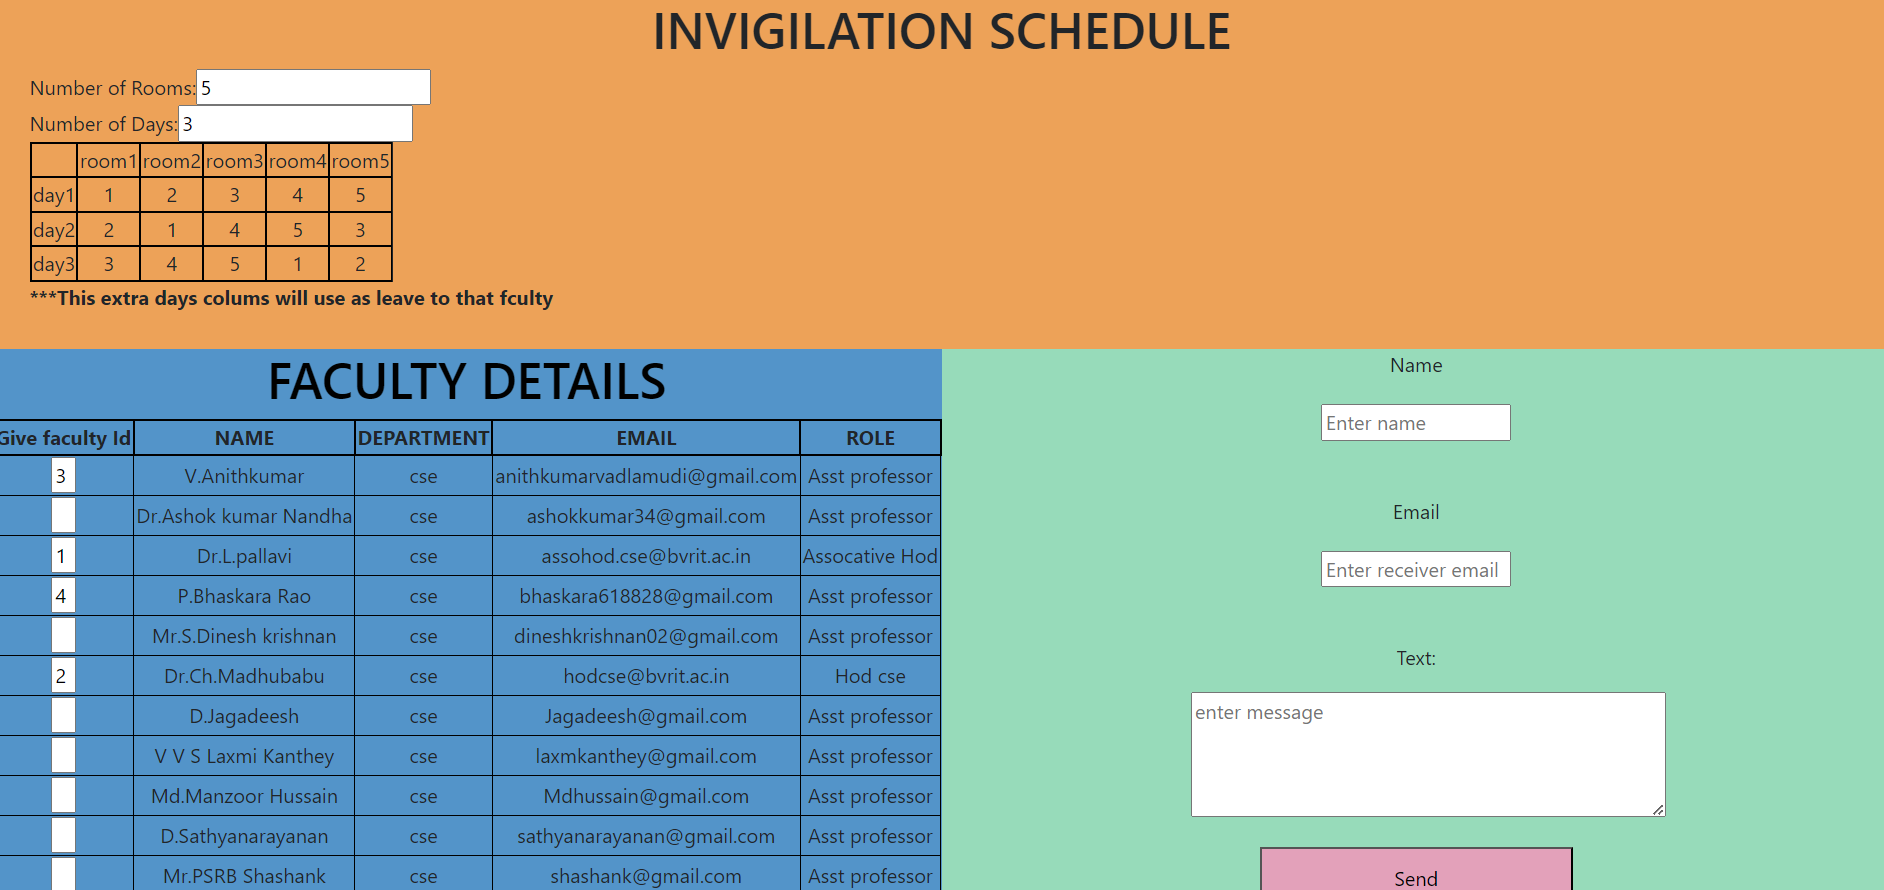 INVIGILATION SCHEDULE
Number of Rooms: 5
Number of Days: 3
room1 room2 room3 room4 room5
day1 1 2 3 4 5
day2 2 1 4 5 3
day3 3 4 5 1 2
***This extra days colums will use as leave to that fculty
FACULTY DETAILS
Give faculty Id NAME DEPARTMENT EMAIL ROLE
3 V.Anithkumar cse anithkumarvadlamudi@gmail.com Asst professor
Dr.Ashok kumar Nandha cse ashokkumar34@gmail.com Asst professor
1 Dr.L.pallavi cse assohod.cse@bvrit.ac.in Assocative Hod
4 P.Bhaskara Rao cse bhaskara618828@gmail.com Asst professor
Mr.S.Dinesh krishnan cse dineshkrishnan02@gmail.com Asst professor
2 Dr.Ch.Madhubabu cse hodcse@bvrit.ac.in Hod cse
D.Jagadeesh cse Jagadeesh@gmail.com Asst professor
V V S Laxmi Kanthey cse laxmkanthey@gmail.com Asst professor
Md.Manzoor Hussain cse Mdhussain@gmail.com Asst professor
D.Sathyanarayanan cse sathyanarayanan@gmail.com Asst professor
Mr.PSRB Shashank cse shashank@gmail.com Asst professor
Name
Enter name
Email
Enter receiver email
Text:
enter message
Send